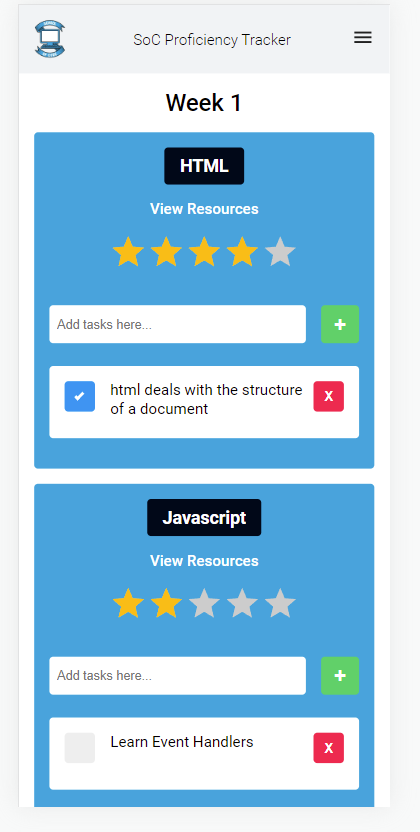 SoC Proficiency Tracker
Week 1
HTML
View Resources
Add tasks here...
+
html deals with the structure
of a document
X
Javascript
View Resources
Add tasks here...
+
Learn Event Handlers
X